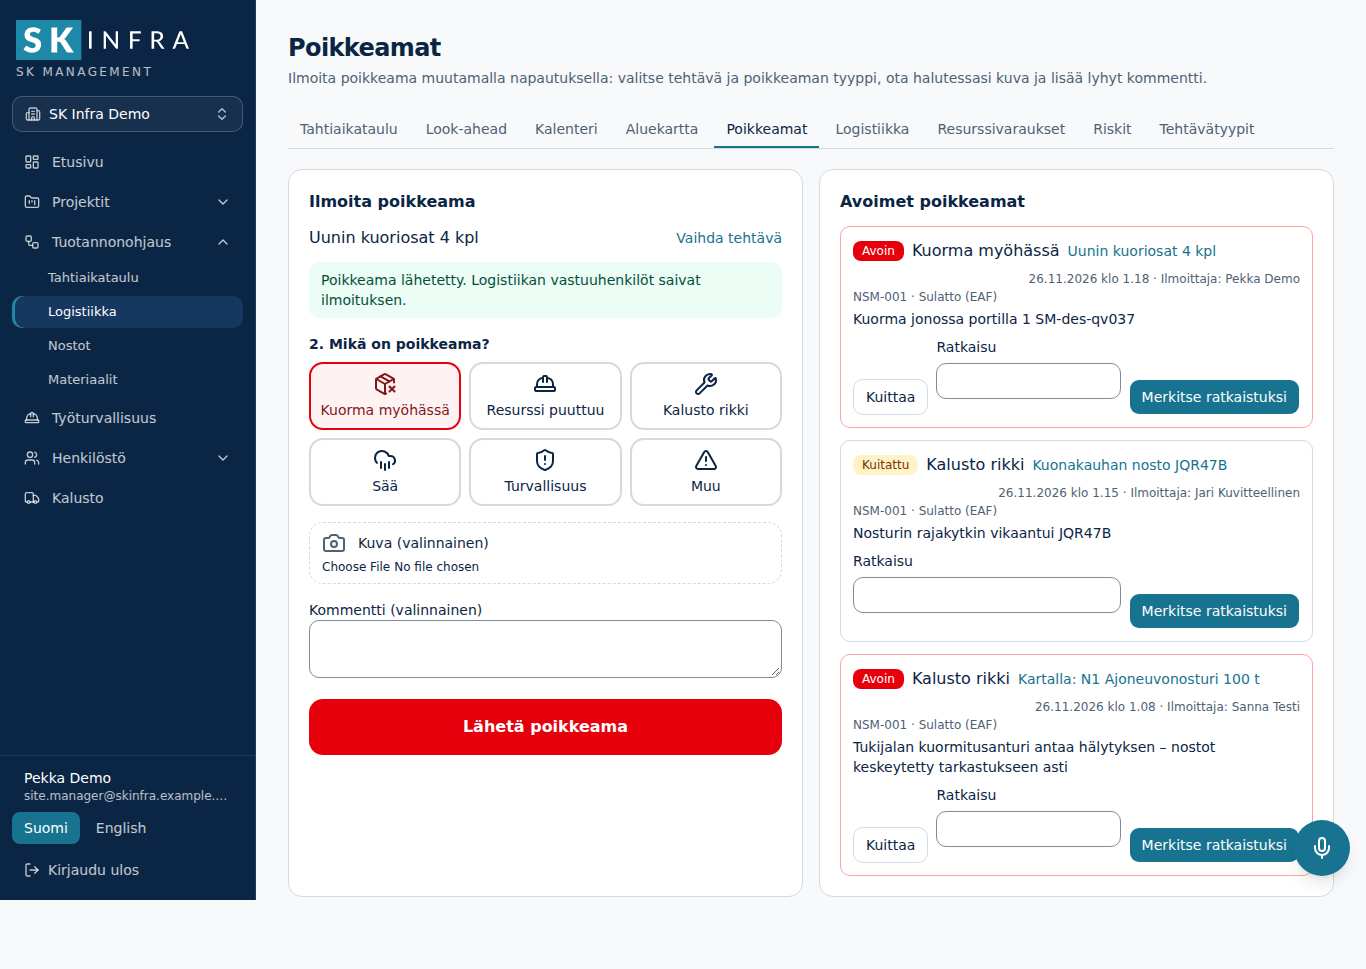 SK INFRA
SK MANAGEMENT
SK Infra Demo
Etusivu
Projektit
Tuotannonohjaus
Tahtiaikataulu
Logistiikka
Nostot
Materiaalit
Työturvallisuus
Henkilöstö
Kalusto
Pekka Demo
site.manager@skinfra.example....
Suomi English
Kirjaudu ulos
Poikkeamat
Ilmoita poikkeama muutamalla napautuksella: valitse tehtävä ja poikkeaman tyyppi, ota halutessasi kuva ja lisää lyhyt kommentti.
Tahtiaikataulu Look-ahead Kalenteri Aluekartta Poikkeamat Logistiikka Resurssivaraukset Riskit Tehtävätyypit
Ilmoita poikkeama
Uunin kuoriosat 4 kpl Vaihda tehtävä
Poikkeama lähetetty. Logistiikan vastuuhenkilöt saivat
ilmoituksen.
2. Mikä on poikkeama?
Kuorma myöhässä Resurssi puuttuu Kalusto rikki
Sää Turvallisuus Muu
Kuva (valinnainen)
Choose File No file chosen
Kommentti (valinnainen)
Lähetä poikkeama
Avoimet poikkeamat
Avoin Kuorma myöhässä Uunin kuoriosat 4 kpl
26.11.2026 klo 1.18 · Ilmoittaja: Pekka Demo
NSM-001 · Sulatto (EAF)
Kuorma jonossa portilla 1 SM-des-qv037
Ratkaisu
Kuittaa Merkitse ratkaistuksi
Kuitattu Kalusto rikki Kuonakauhan nosto JQR47B
26.11.2026 klo 1.15 · Ilmoittaja: Jari Kuvitteellinen
NSM-001 · Sulatto (EAF)
Nosturin rajakytkin vikaantui JQR47B
Ratkaisu
Merkitse ratkaistuksi
Avoin Kalusto rikki Kartalla: N1 Ajoneuvonosturi 100 t
26.11.2026 klo 1.08 · Ilmoittaja: Sanna Testi
NSM-001 · Sulatto (EAF)
Tukijalan kuormitusanturi antaa hälytyksen – nostot
keskeytetty tarkastukseen asti
Ratkaisu
Kuittaa Merkitse ratkaistuksi